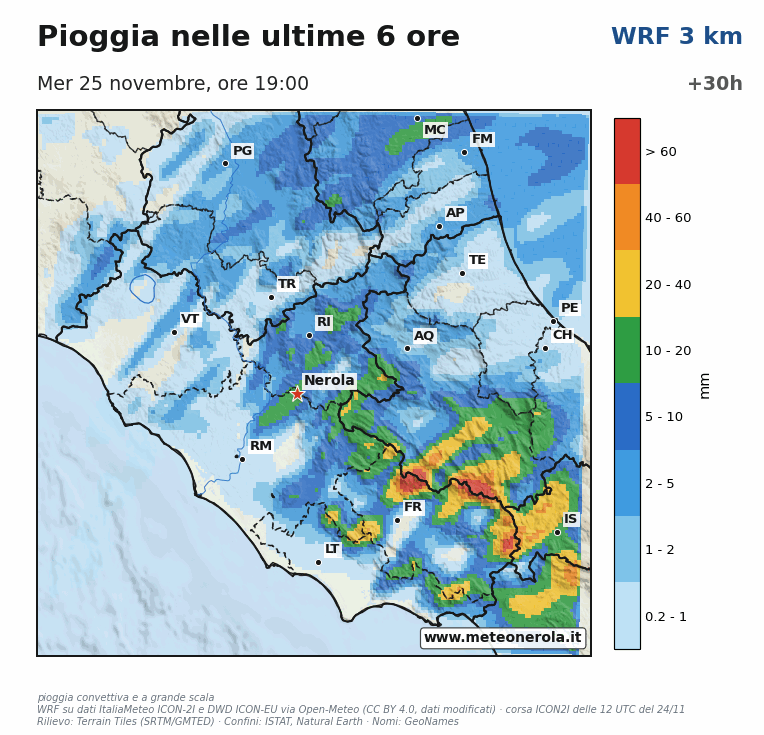 Pioggia nelle ultime 6 ore
WRF 3 km
Mer 25 novembre, ore 19:00
+30h
MC
FM
PG
AP
TE
TR
PE
VT
RI
AQ
CH
Nerola
RM
FR
IS
LT
www.meteonerola.it
> 60
40 - 60
20 - 40
10 - 20
5 - 10
2 - 5
1 - 2
0.2 - 1
mm
pioggia convettiva e a grande scala
WRF su dati ItaliaMeteo ICON-2I e DWD ICON-EU via Open-Meteo (CC BY 4.0, dati modificati) · corsa ICON2I delle 12 UTC del 24/11
Rilievo: Terrain Tiles (SRTM/GMTED) · Confini: ISTAT, Natural Earth · Nomi: GeoNames